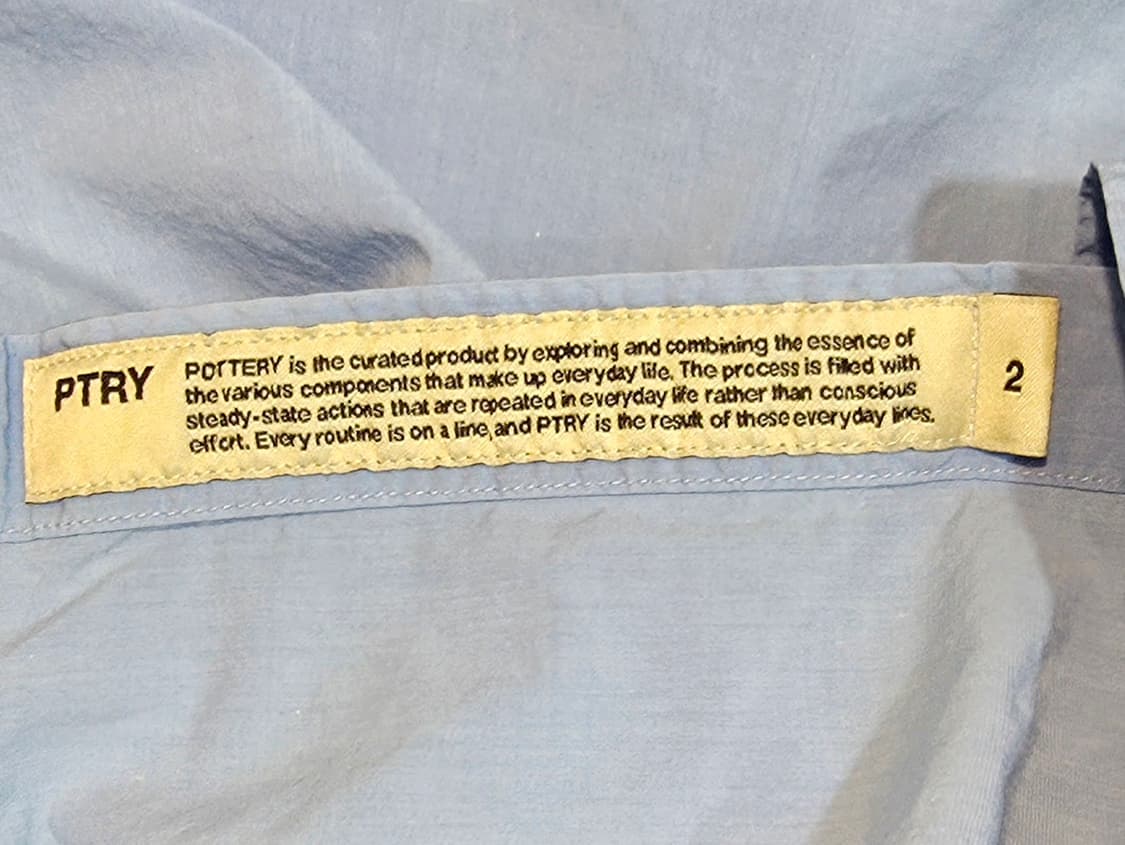 PTRY
POTTERY is the curated product by exploring and combining the essence of
the various components that make up everyday life. The process is filled with
steady-state actions that are repeated in everyday life rather than conscious
effort. Every routine is on a line, and PTRY is the result of these everyday lines.
2